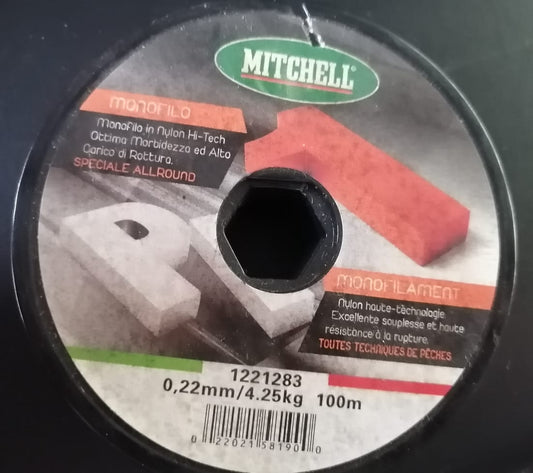 MITCHELL®
MONOFILO
Monofilo in Nylon Hi-Tech
Ottima Morbidezza ed Alto
Carico di Rottura.
SPECIALE ALLROUND
MONOFILAMENT
Nylon haute-technologie
Excellente souplesse et haute
résistance à la rupture.
TOUTES TECHNIQUES DE PÊCHES
1221283
0,22mm/4.25kg 100m
0 22021 58190 0